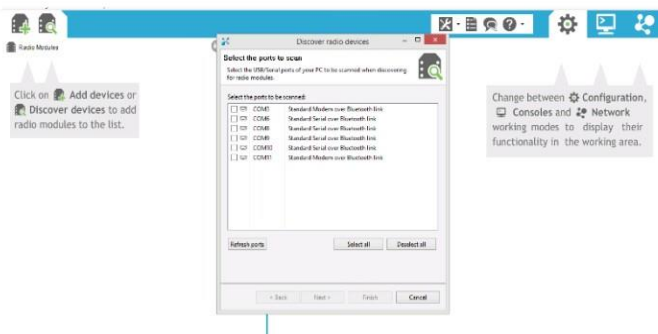 Radio Modules
Click on Add devices or
Discover devices to add
radio modules to the list.
Discover radio devices
Select the ports to scan
Select the USB/Serial ports of your PC to be scanned when discovering
for radio modules.
Select the ports to be scanned:
Standard Modem over Bluetooth link
Standard Serial over Bluetooth link
Standard Serial over Bluetooth link
Standard Serial over Bluetooth link
COM10 Standard Serial over Bluetooth link
Standard Modem over Bluetooth link
Refresh ports
Select all
Deselect all
< Back
Next >
Finish
Cancel
Change between Configuration,
Consoles and Network
working modes to display their
functionality in the working area.